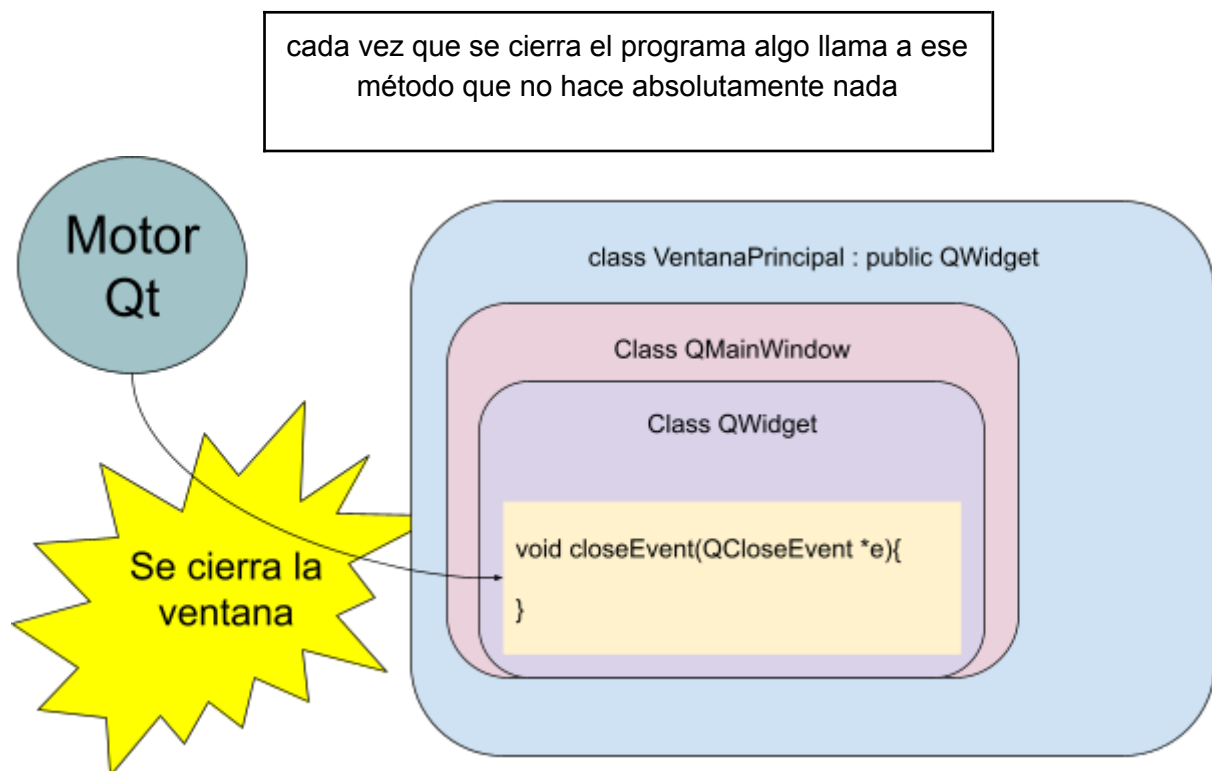 cada vez que se cierra el programa algo llama a ese
método que no hace absolutamente nada
Motor
Qt
class VentanaPrincipal : public QWidget
Class QMainWindow
Class QWidget
void closeEvent(QCloseEvent *e){
}
Se cierra la
ventana